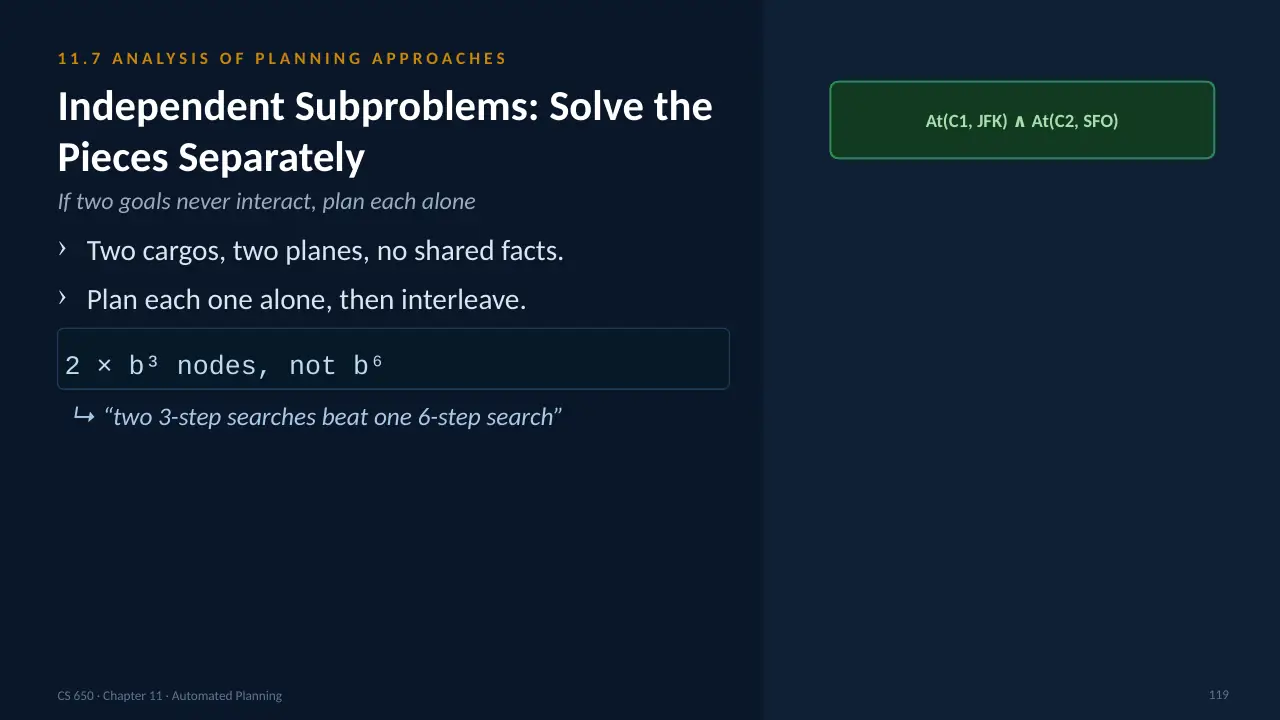 11.7 ANALYSIS OF PLANNING APPROACHES
Independent Subproblems: Solve the
Pieces Separately
If two goals never interact, plan each alone
› Two cargos, two planes, no shared facts.
› Plan each one alone, then interleave.
2 × b³ nodes, not b⁶
↪ “two 3-step searches beat one 6-step search”
At(C1, JFK) ∧ At(C2, SFO)
CS 650 · Chapter 11 · Automated Planning
119